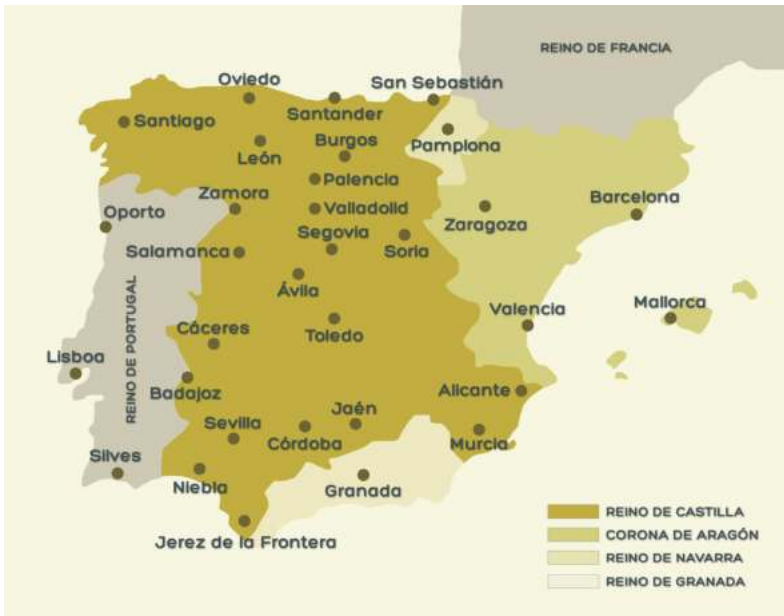 REINO DE FRANCIA
Oviedo
San Sebastián
Santander
Santiago
Burgos
Pamplona
León
Palencia
Zamora
Valladolid
Zaragoza
Barcelona
Oporto
Segovia
Soria
Salamanca
Ávila
Valencia
Mallorca
Toledo
Cáceres
Lisboa
REINO DE PORTUGAL
Badajoz
Alicante
Sevilla
Jaén
Córdoba
Murcia
Silves
Niebla
Granada
Jerez de la Frontera
REINO DE CASTILLA
CORONA DE ARAGÓN
REINO DE NAVARRA
REINO DE GRANADA